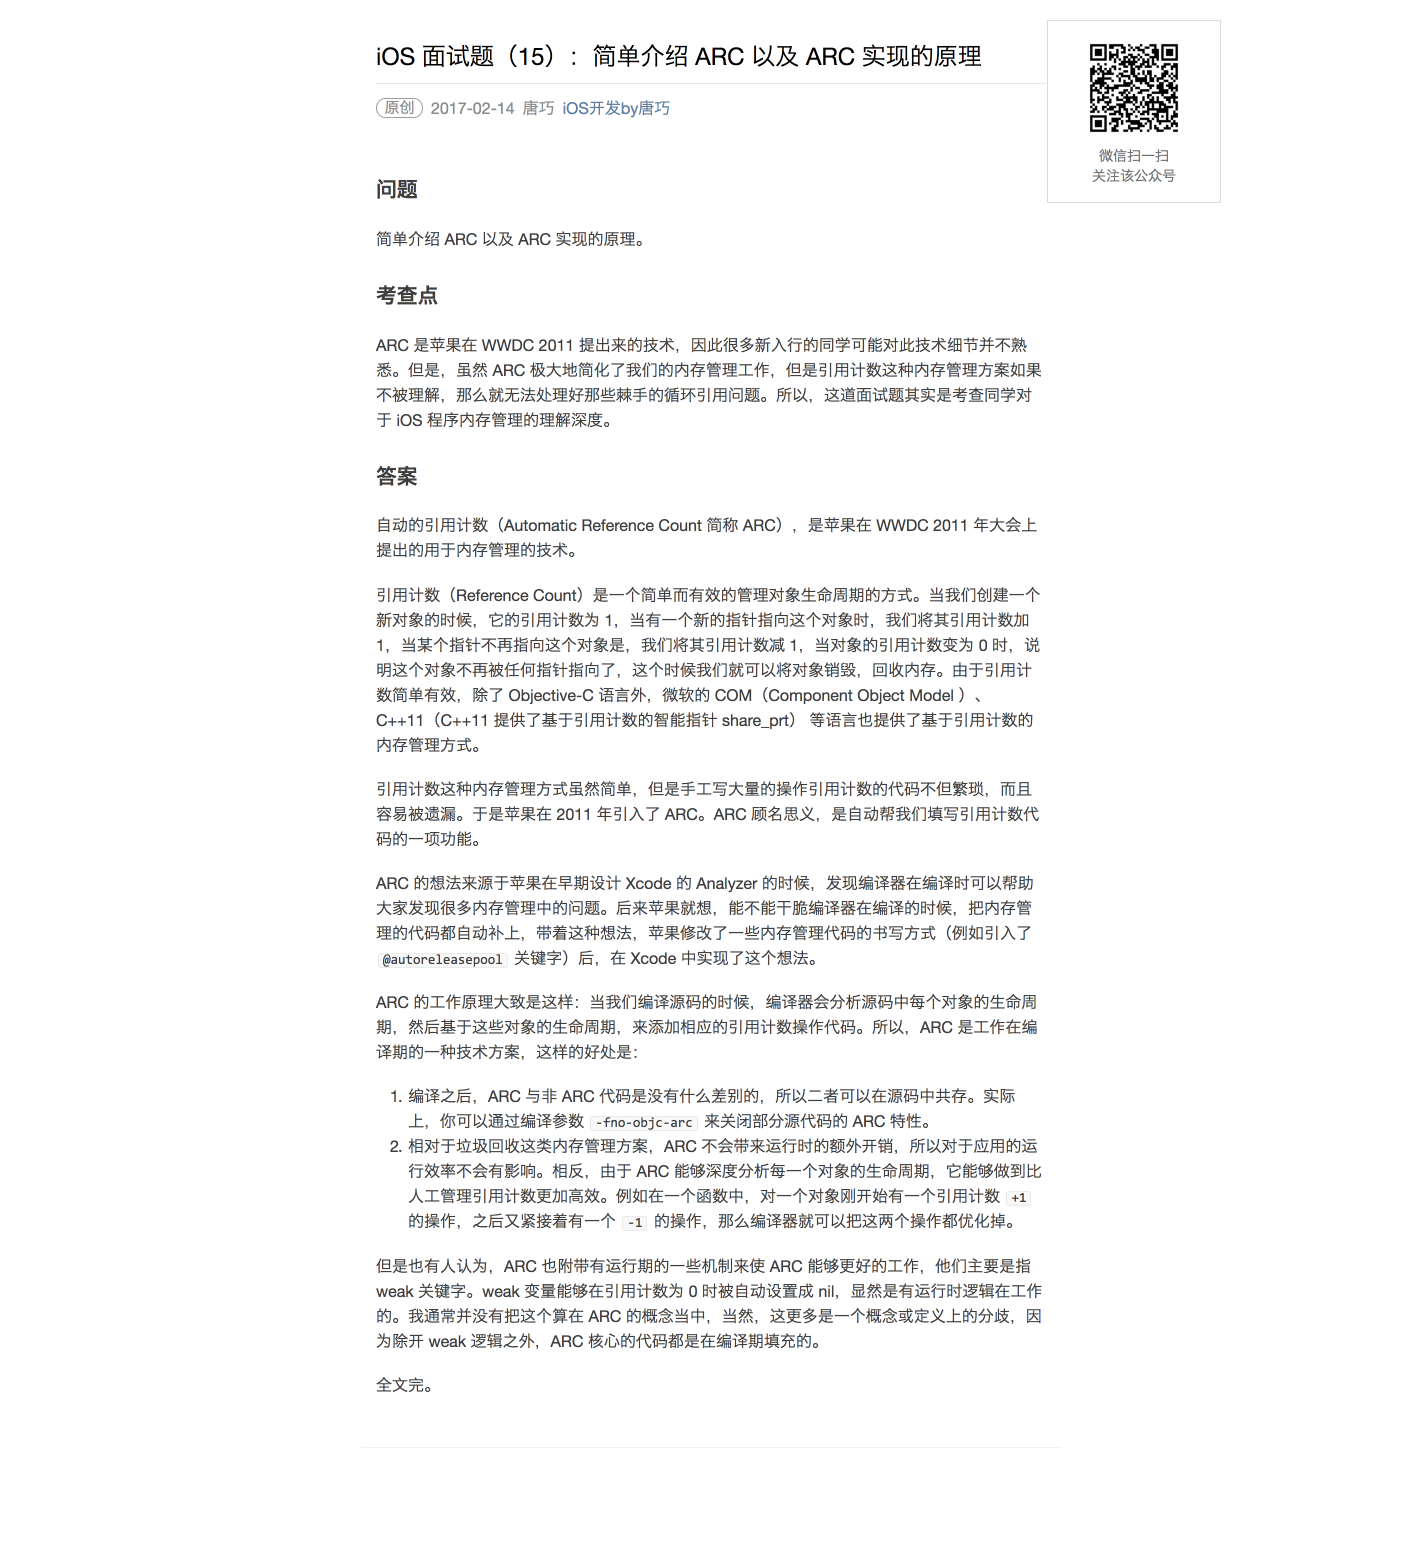 iOS 面试题（15）：简单介绍 ARC 以及 ARC 实现的原理
原创 2017-02-14 唐巧 iOS开发by唐巧
微信扫一扫
关注该公众号
问题
简单介绍 ARC 以及 ARC 实现的原理。
考查点
ARC 是苹果在 WWDC 2011 提出来的技术，因此很多新入行的同学可能对此技术细节并不熟
悉。但是，虽然 ARC 极大地简化了我们的内存管理工作，但是引用计数这种内存管理方案如果
不被理解，那么就无法处理好那些棘手的循环引用问题。所以，这道面试题其实是考查同学对
于 iOS 程序内存管理的理解深度。
答案
自动的引用计数（Automatic Reference Count 简称 ARC），是苹果在 WWDC 2011 年大会上
提出的用于内存管理的技术。
引用计数（Reference Count）是一个简单而有效的管理对象生命周期的方式。当我们创建一个
新对象的时候，它的引用计数为 1，当有一个新的指针指向这个对象时，我们将其引用计数加
1，当某个指针不再指向这个对象是，我们将其引用计数减 1，当对象的引用计数变为 0 时，说
明这个对象不再被任何指针指向了，这个时候我们就可以将对象销毁，回收内存。由于引用计
数简单有效，除了 Objective-C 语言外，微软的 COM（Component Object Model ）、
C++11（C++11 提供了基于引用计数的智能指针 share_prt） 等语言也提供了基于引用计数的
内存管理方式。
引用计数这种内存管理方式虽然简单，但是手工写大量的操作引用计数的代码不但繁琐，而且
容易被遗漏。于是苹果在 2011 年引入了 ARC。ARC 顾名思义，是自动帮我们填写引用计数代
码的一项功能。
ARC 的想法来源于苹果在早期设计 Xcode 的 Analyzer 的时候，发现编译器在编译时可以帮助
大家发现很多内存管理中的问题。后来苹果就想，能不能干脆编译器在编译的时候，把内存管
理的代码都自动补上，带着这种想法，苹果修改了一些内存管理代码的书写方式（例如引入了
@autoreleasepool 关键字）后，在 Xcode 中实现了这个想法。
ARC 的工作原理大致是这样：当我们编译源码的时候，编译器会分析源码中每个对象的生命周
期，然后基于这些对象的生命周期，来添加相应的引用计数操作代码。所以，ARC 是工作在编
译期的一种技术方案，这样的好处是：
1. 编译之后，ARC 与非 ARC 代码是没有什么差别的，所以二者可以在源码中共存。实际
上，你可以通过编译参数 -fno-objc-arc 来关闭部分源代码的 ARC 特性。
2. 相对于垃圾回收这类内存管理方案，ARC 不会带来运行时的额外开销，所以对于应用的运
行效率不会有影响。相反，由于 ARC 能够深度分析每一个对象的生命周期，它能够做到比
人工管理引用计数更加高效。例如在一个函数中，对一个对象刚开始有一个引用计数 +1
的操作，之后又紧接着有一个 -1 的操作，那么编译器就可以把这两个操作都优化掉。
但是也有人认为，ARC 也附带有运行期的一些机制来使 ARC 能够更好的工作，他们主要是指
weak 关键字。weak 变量能够在引用计数为 0 时被自动设置成 nil，显然是有运行时逻辑在工作
的。我通常并没有把这个算在 ARC 的概念当中，当然，这更多是一个概念或定义上的分歧，因
为除开 weak 逻辑之外，ARC 核心的代码都是在编译期填充的。
全文完。